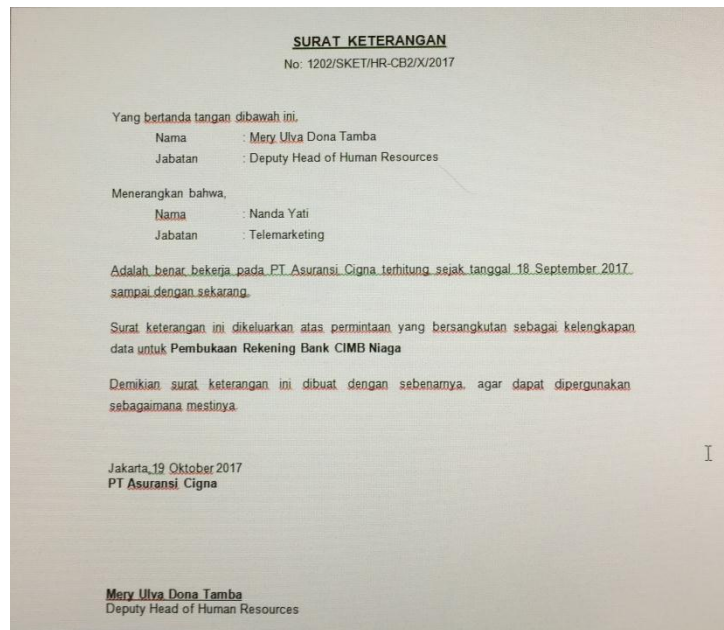 SURAT KETERANGAN
No: 1202/SKET/HR-CB2/X/2017
Yang bertanda tangan dibawah ini,
Nama : Mery Ulva Dona Tamba
Jabatan : Deputy Head of Human Resources
Menerangkan bahwa,
Nama : Nanda Yati
Jabatan : Telemarketing
Adalah benar bekerja pada PT Asuransi Cigna terhitung sejak tanggal 18 September 2017
sampai dengan sekarang.
Surat keterangan ini dikeluarkan atas permintaan yang bersangkutan sebagai kelengkapan
data untuk Pembukaan Rekening Bank CIMB Niaga
Demikian surat keterangan ini dibuat dengan sebenarnya, agar dapat dipergunakan
sebagaimana mestinya.
Jakarta,19 Oktober 2017
PT Asuransi Cigna
Mery Ulva Dona Tamba
Deputy Head of Human Resources